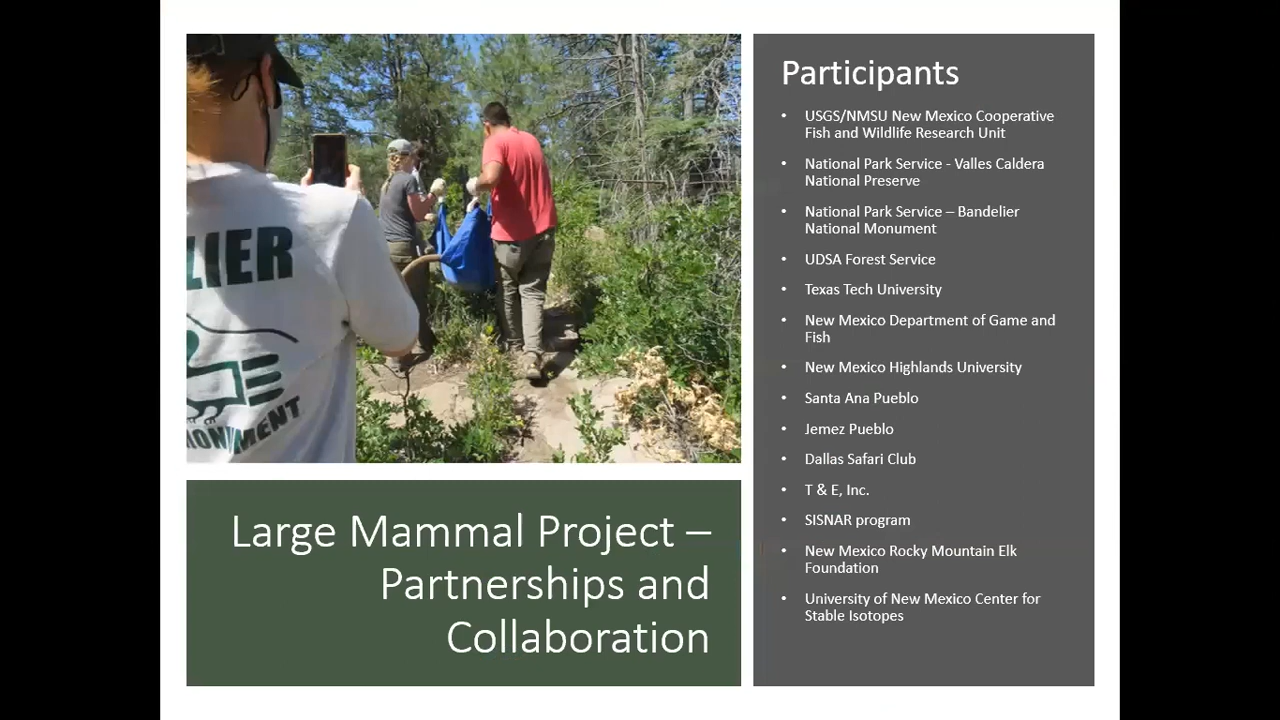 LIER
MONUMENT
Large Mammal Project –
Partnerships and
Collaboration
Participants
• USGS/NMSU New Mexico Cooperative
Fish and Wildlife Research Unit
• National Park Service - Valles Caldera
National Preserve
• National Park Service – Bandelier
National Monument
• UDSA Forest Service
• Texas Tech University
• New Mexico Department of Game and
Fish
• New Mexico Highlands University
• Santa Ana Pueblo
• Jemez Pueblo
• Dallas Safari Club
• T & E, Inc.
• SISNAR program
• New Mexico Rocky Mountain Elk
Foundation
• University of New Mexico Center for
Stable Isotopes